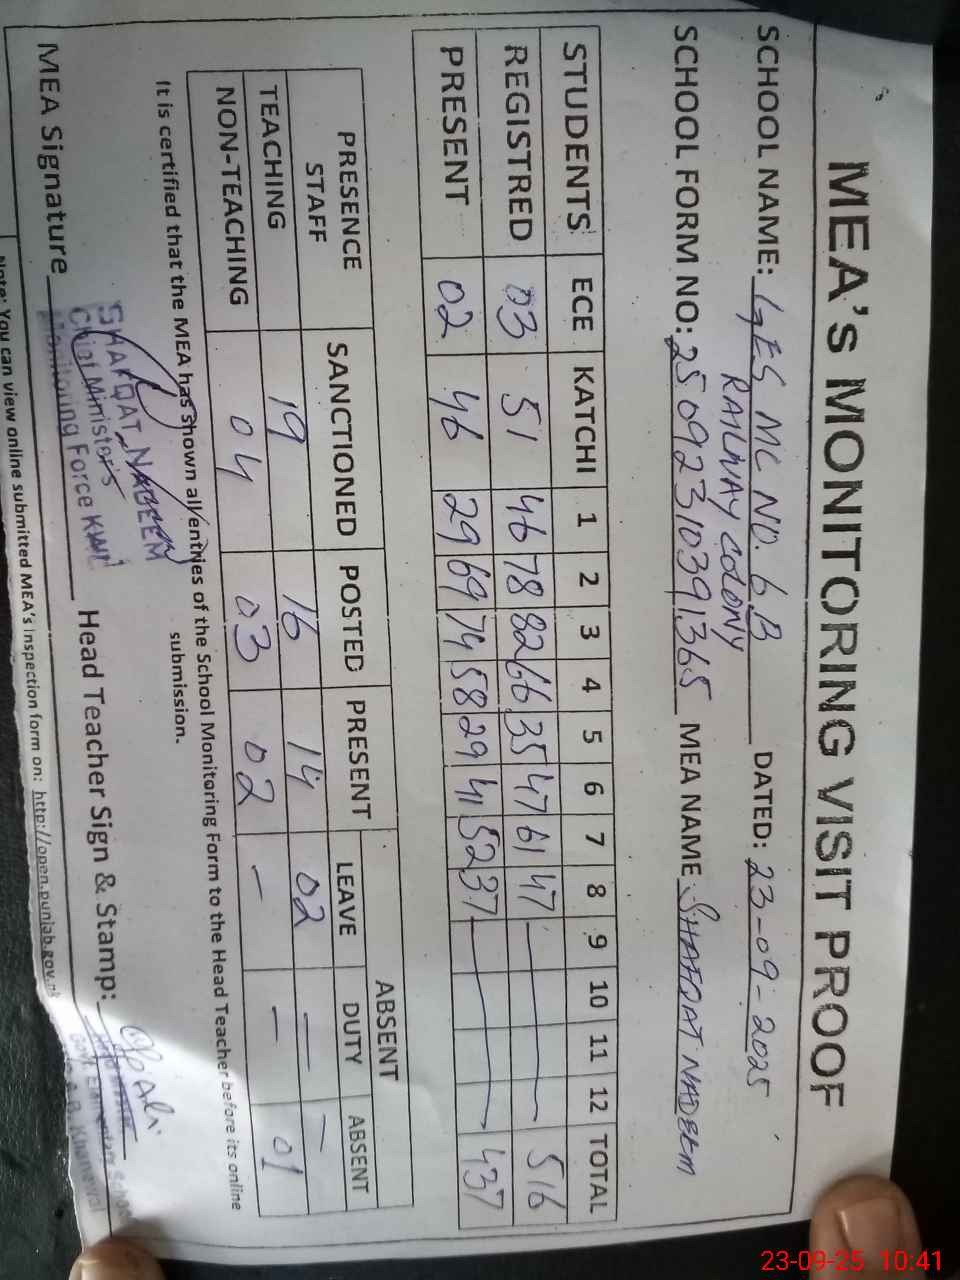 MEA'S MONITORING VISIT PROOF
SCHOOL NAME: GES MC NO. 6B DATED: 23-09-2025
RAILWAY COLONY
SCHOOL FORM NO: 25092310391365 MEA NAME SHAFQAT NADEEM
STUDENTS ECE KATCHI 1 2 3 4 5 6 7 8 9 10 11 12 TOTAL
REGISTRED 03 51 46 78 82 66 35 47 61 47 516
PRESENT 02 46 29 69 74 58 29 41 52 37 437
PRESENCE STAFF SANCTIONED POSTED PRESENT ABSENT
LEAVE DUTY ABSENT
TEACHING 19 16 14 02 — —
NON-TEACHING 04 03 02 — — 01
It is certified that the MEA has shown all entries of the School Monitoring Form to the Head Teacher before its online
submission.
MEA Signature Head Teacher Sign & Stamp:
SHAFQAT NADEEM
Chief Minister's
Monitoring Force KWL
Note: You can view online submitted MEA's inspection form on: http://open.punjab.gov.pk
23-09-25 10:41